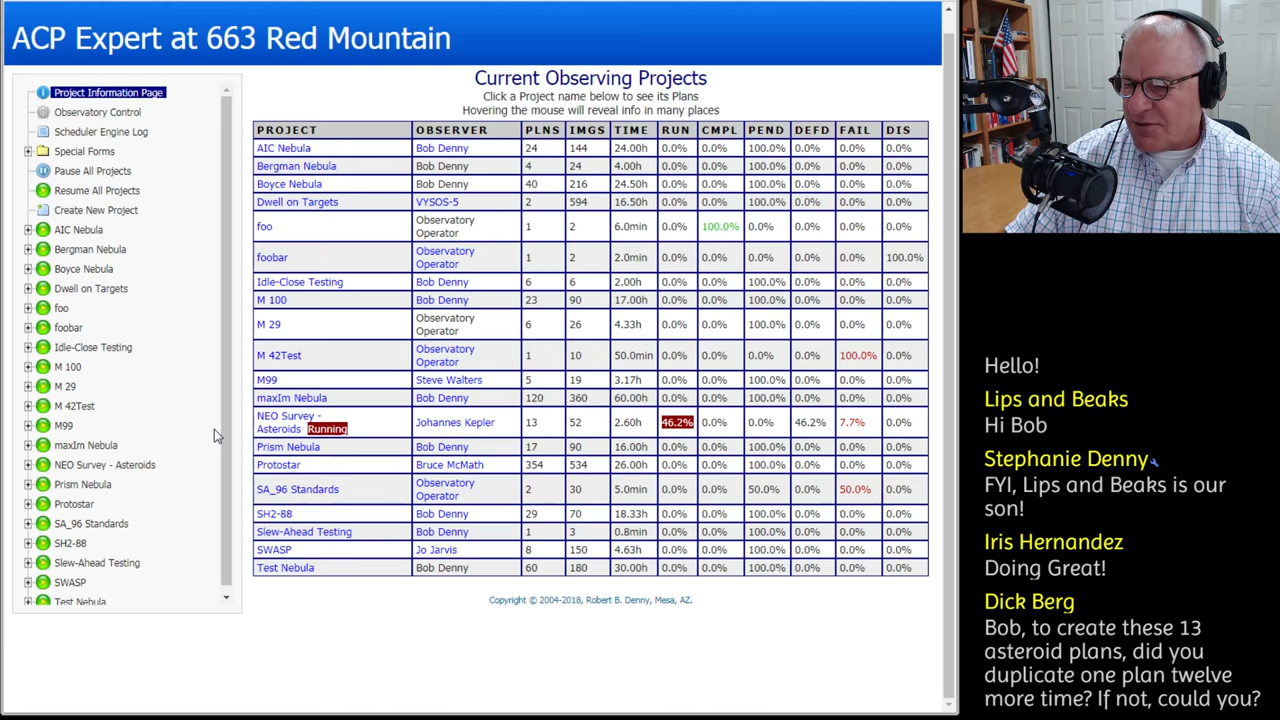 ACP Expert at 663 Red Mountain
Project Information Page
Observatory Control
Scheduler Engine Log
Special Forms
Pause All Projects
Resume All Projects
Create New Project
AIC Nebula
Bergman Nebula
Boyce Nebula
Dwell on Targets
foo
foobar
Idle-Close Testing
M 100
M 29
M 42Test
M99
maxIm Nebula
NEO Survey - Asteroids
Prism Nebula
Protostar
SA_96 Standards
SH2-88
Slew-Ahead Testing
SWASP
Test Nebula
Current Observing Projects
Click a Project name below to see its Plans
Hovering the mouse will reveal info in many places
PROJECT OBSERVER PLNS IMGS TIME RUN CMPL PEND DEFD FAIL DIS
AIC Nebula Bob Denny 24 144 24.00h 0.0% 0.0% 100.0% 0.0% 0.0% 0.0%
Bergman Nebula Bob Denny 4 24 4.00h 0.0% 0.0% 100.0% 0.0% 0.0% 0.0%
Boyce Nebula Bob Denny 40 216 24.50h 0.0% 0.0% 100.0% 0.0% 0.0% 0.0%
Dwell on Targets VYSOS-5 2 594 16.50h 0.0% 0.0% 100.0% 0.0% 0.0% 0.0%
foo Observatory Operator 1 2 6.0min 0.0% 100.0% 0.0% 0.0% 0.0% 0.0%
foobar Observatory Operator 1 2 2.0min 0.0% 0.0% 0.0% 0.0% 0.0% 100.0%
Idle-Close Testing Bob Denny 6 6 2.00h 0.0% 0.0% 100.0% 0.0% 0.0% 0.0%
M 100 Bob Denny 23 90 17.00h 0.0% 0.0% 100.0% 0.0% 0.0% 0.0%
M 29 Observatory Operator 6 26 4.33h 0.0% 0.0% 100.0% 0.0% 0.0% 0.0%
M 42Test Observatory Operator 1 10 50.0min 0.0% 0.0% 0.0% 0.0% 100.0% 0.0%
M99 Steve Walters 5 19 3.17h 0.0% 0.0% 100.0% 0.0% 0.0% 0.0%
maxIm Nebula Bob Denny 120 360 60.00h 0.0% 0.0% 100.0% 0.0% 0.0% 0.0%
NEO Survey - Asteroids Running Johannes Kepler 13 52 2.60h 46.2% 0.0% 0.0% 46.2% 7.7% 0.0%
Prism Nebula Bob Denny 17 90 16.00h 0.0% 0.0% 100.0% 0.0% 0.0% 0.0%
Protostar Bruce McMath 354 534 26.00h 0.0% 0.0% 100.0% 0.0% 0.0% 0.0%
SA_96 Standards Observatory Operator 2 30 5.0min 0.0% 0.0% 50.0% 0.0% 50.0% 0.0%
SH2-88 Bob Denny 29 70 18.33h 0.0% 0.0% 100.0% 0.0% 0.0% 0.0%
Slew-Ahead Testing Bob Denny 1 3 0.8min 0.0% 0.0% 100.0% 0.0% 0.0% 0.0%
SWASP Jo Jarvis 8 150 4.63h 0.0% 0.0% 100.0% 0.0% 0.0% 0.0%
Test Nebula Bob Denny 60 180 30.00h 0.0% 0.0% 100.0% 0.0% 0.0% 0.0%
Copyright © 2004-2018, Robert B. Denny, Mesa, AZ.
Hello!
Lips and Beaks
Hi Bob
Stephanie Denny
FYI, Lips and Beaks is our
son!
Iris Hernandez
Doing Great!
Dick Berg
Bob, to create these 13
asteroid plans, did you
duplicate one plan twelve
more time? If not, could you?